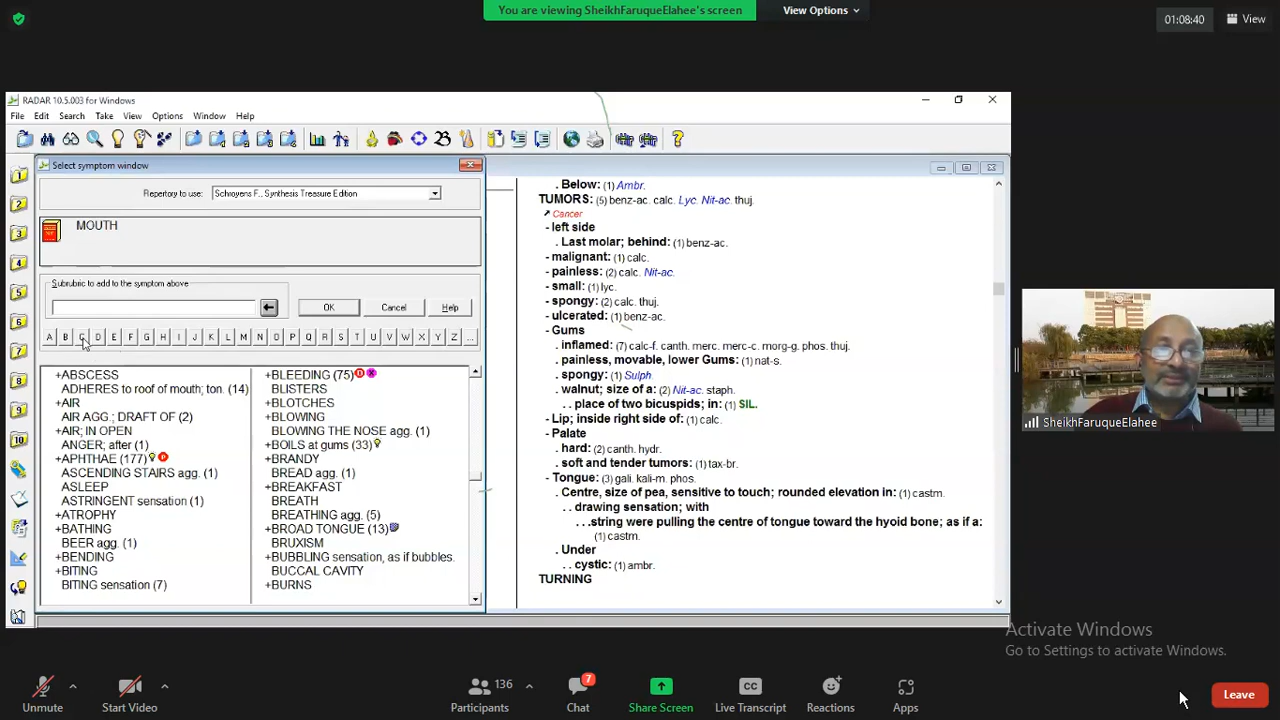 You are viewing SheikhFaruqueElahee's screen
View Options
01:08:40
View
RADAR 10.5.003 for Windows
File Edit Search Take View Options Window Help
Select symptom window
Repertory to use:
Schroyens F., Synthesis Treasure Edition
MOUTH
Subrubric to add to the symptom above
OK
Cancel
Help
A B C D E F G H I J K L M N O P Q R S T U V W X Y Z ...
+ABSCESS
ADHERES to roof of mouth; ton. (14)
+AIR
AIR AGG.; DRAFT OF (2)
+AIR; IN OPEN
ANGER; after (1)
+APHTHAE (177)
ASCENDING STAIRS agg. (1)
ASLEEP
ASTRINGENT sensation (1)
+ATROPHY
+BATHING
BEER agg. (1)
+BENDING
+BITING
BITING sensation (7)
+BLEEDING (75)
BLISTERS
+BLOTCHES
+BLOWING
BLOWING THE NOSE agg. (1)
+BOILS at gums (33)
+BRANDY
BREAD agg. (1)
+BREAKFAST
+BREATH
BREATHING agg. (5)
+BROAD TONGUE (13)
BRUXISM
+BUBBLING sensation, as if bubbles.
BUCCAL CAVITY
+BURNS
. Below: (1) Ambr.
TUMORS: (5) benz-ac. calc. Lyc. Nit-ac. thuj.
Cancer
- left side
. Last molar; behind: (1) benz-ac.
- malignant: (1) calc.
- painless: (2) calc. Nit-ac.
- small: (1) lyc.
- spongy: (2) calc. thuj.
- ulcerated: (1) benz-ac.
- Gums
. inflamed: (7) calc-f. canth. merc. merc-c. morg-g. phos. thuj.
. painless, movable, lower Gums: (1) nat-s.
. spongy: (1) Sulph.
. walnut; size of a: (2) Nit-ac. staph.
. . place of two bicuspids; in: (1) SIL.
- Lip; inside right side of: (1) calc.
- Palate
. hard: (2) canth. hydr.
. soft and tender tumors: (1) tax-br.
- Tongue: (3) gali. kali-m. phos.
. Centre, size of pea, sensitive to touch; rounded elevation in: (1) castm.
. . drawing sensation; with
. . . string were pulling the centre of tongue toward the hyoid bone; as if a:
(1) castm.
. Under
. . cystic: (1) ambr.
TURNING
SheikhFaruqueElahee
Activate Windows
Go to Settings to activate Windows.
Unmute
Start Video
136
Participants
7
Chat
Share Screen
CC
Live Transcript
Reactions
Apps
Leave